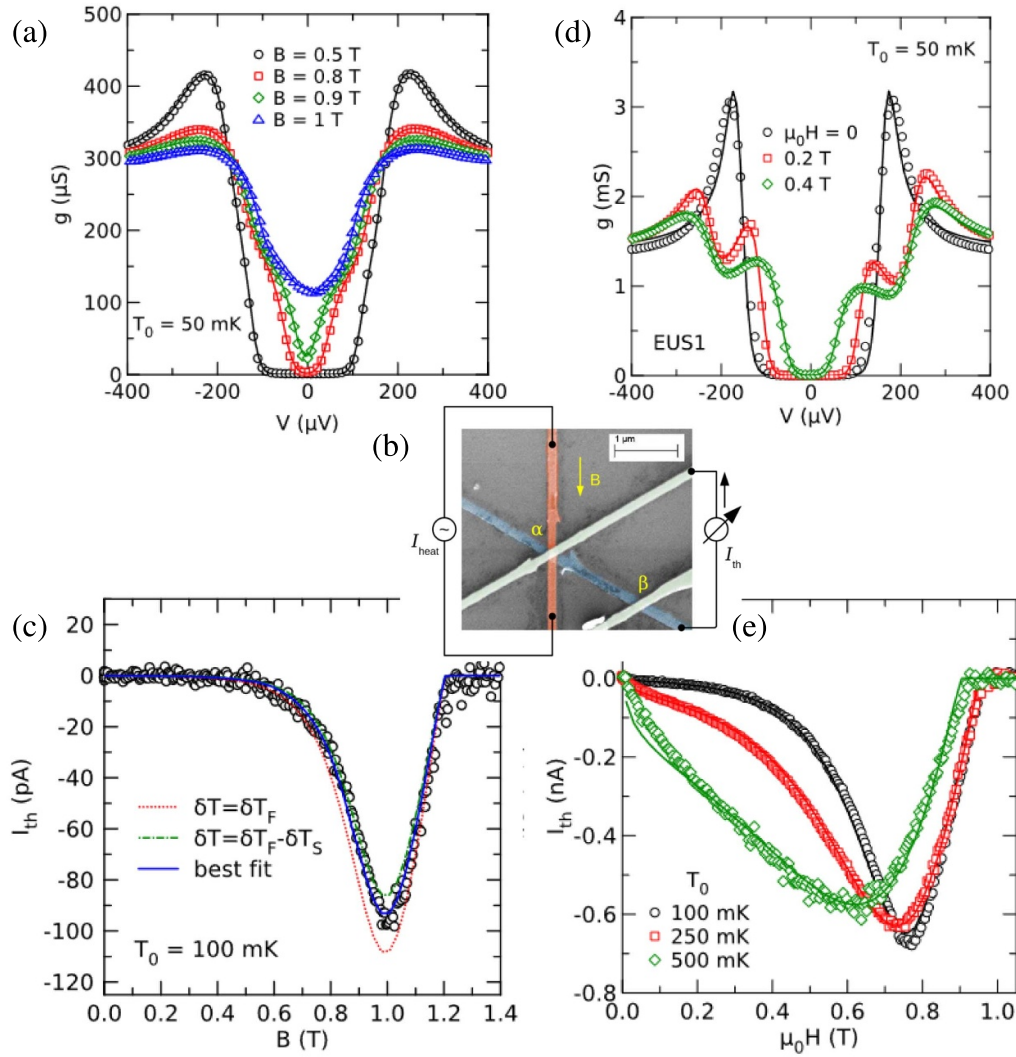 (a)
500
400
300
200
100
0
g (µS)
B = 0.5 T
B = 0.8 T
B = 0.9 T
B = 1 T
T0 = 50 mK
-400 -200 0 200 400
V (µV)
(d)
4
3
2
1
0
g (mS)
T0 = 50 mK
µ0H = 0
0.2 T
0.4 T
EUS1
-400 -200 0 200 400
V (µV)
(b)
1 µm
B
α
β
Iheat
~
Ith
(c)
20
0
-20
-40
-60
-80
-100
-120
Ith (pA)
δT=δTF
δT=δTF-δTS
best fit
T0 = 100 mK
0.0 0.2 0.4 0.6 0.8 1.0 1.2 1.4
B (T)
(e)
0.0
-0.2
-0.4
-0.6
-0.8
Ith (nA)
T0
100 mK
250 mK
500 mK
0.0 0.2 0.4 0.6 0.8 1.0
µ0H (T)